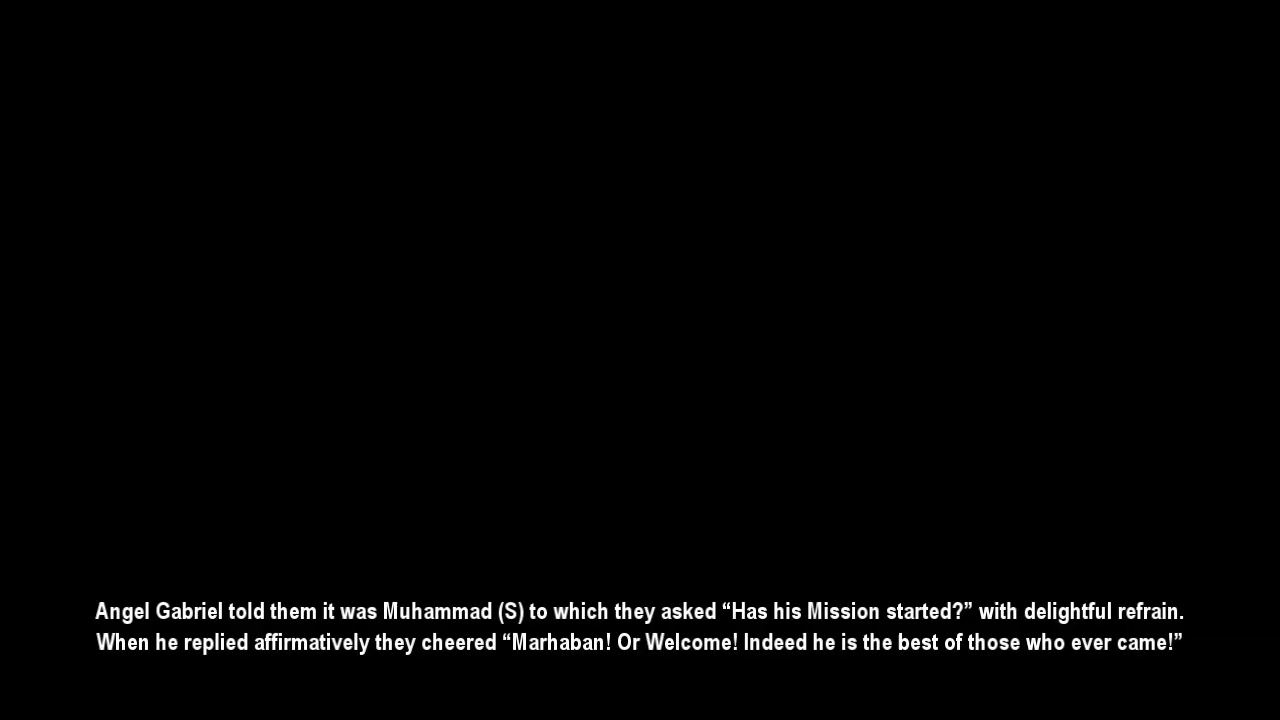 Angel Gabriel told them it was Muhammad (S) to which they asked “Has his Mission started?” with delightful refrain.
When he replied affirmatively they cheered “Marhaban! Or Welcome! Indeed he is the best of those who ever came!”